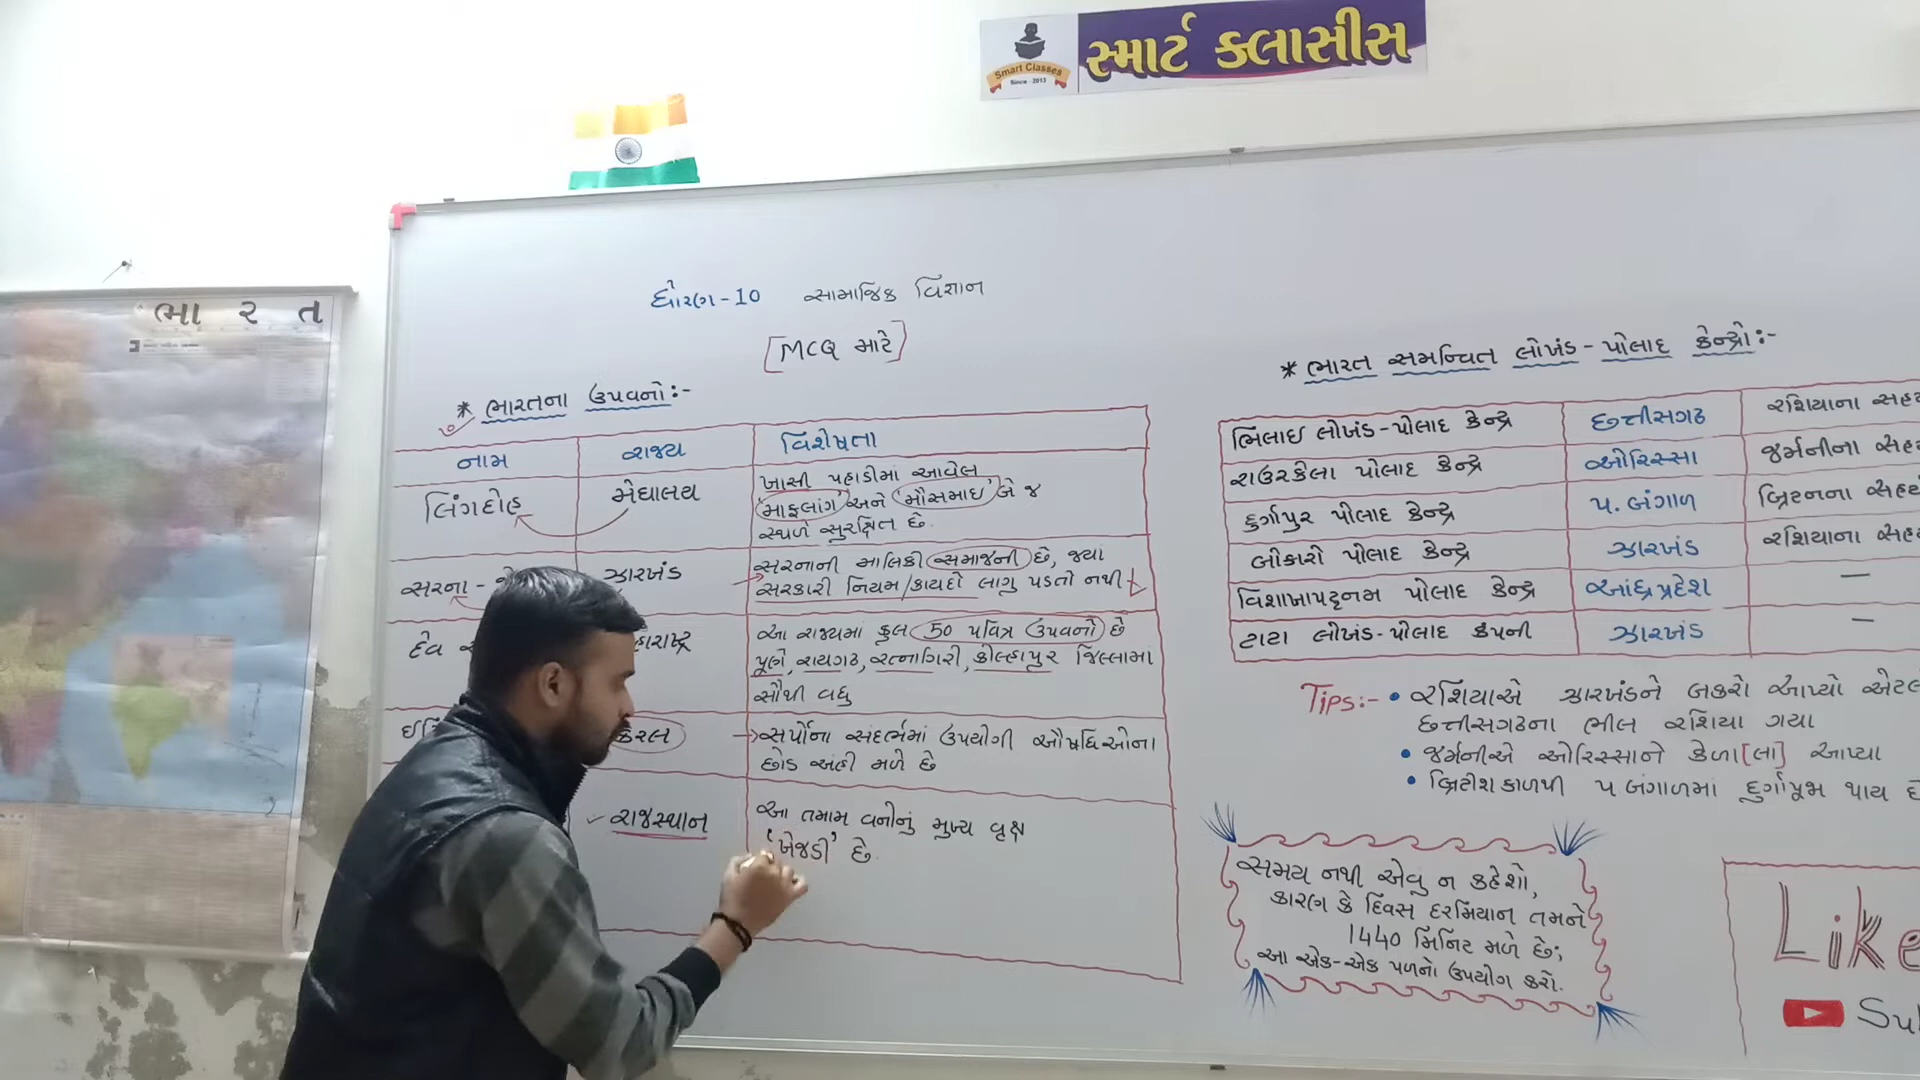 સ્માર્ટ ક્લાસીસ
Smart Classes
Since - 2013
ભા ર ત
ધોરણ-10 સામાજિક વિજ્ઞાન
[MCQ માટે]
* ભારતના ઉપવનો:-
નામ રાજ્ય વિશેષતા
લિંગદોહ મેઘાલય
ખાસી પહાડીમાં આવેલ
'માફલાંગ' અને 'મૌસમાઇ' બે જ
સ્થળે સુરક્ષિત છે.
સરના - ઝારખંડ
સરનાની માલિકી સમાજની છે, જ્યાં
સરકારી નિયમ/કાયદો લાગુ પડતો નથી
દેવ
આ રાજ્યમાં કુલ 50 પવિત્ર ઉપવનો છે
પૂણે, રાયગઢ, રત્નાગિરી, કોલ્હાપુર જિલ્લામાં
સૌથી વધુ
કેરલ
સર્પોના સંદર્ભમાં ઉપયોગી ઔષધિઓના
છોડ અહીં મળે છે
રાજસ્થાન
આ તમામ વનોનું મુખ્ય વૃક્ષ
'ખેજડી' છે.
* ભારત સમન્વિત લોખંડ - પોલાદ કેન્દ્રો:-
ભિલાઈ લોખંડ-પોલાદ કેન્દ્ર છત્તીસગઢ રશિયાના
રાઉરકેલા પોલાદ કેન્દ્ર ઓરિસ્સા જર્મનીના
દુર્ગાપુર પોલાદ કેન્દ્ર પ. બંગાળ બ્રિટનના
બોકારો પોલાદ કેન્દ્ર ઝારખંડ રશિયાના
વિશાખાપટ્ટનમ પોલાદ કેન્દ્ર આંધ્રપ્રદેશ —
ટાટા લોખંડ-પોલાદ કંપની ઝારખંડ —
Tips:- • રશિયાએ ઝારખંડને બકરો આપ્યો
છત્તીસગઢના ભીલ રશિયા ગયા
• જર્મનીએ ઓરિસ્સાને કેળા[લા] આપ્યા
• બ્રિટીશ કાળથી પ બંગાળમાં દુર્ગાપૂજા થાય
સમય નથી એવુ ન કહેશો,
કારણ કે દિવસ દરમિયાન તમને
1440 મિનિટ મળે છે;
આ એક-એક પળનો ઉપયોગ કરો.
Like